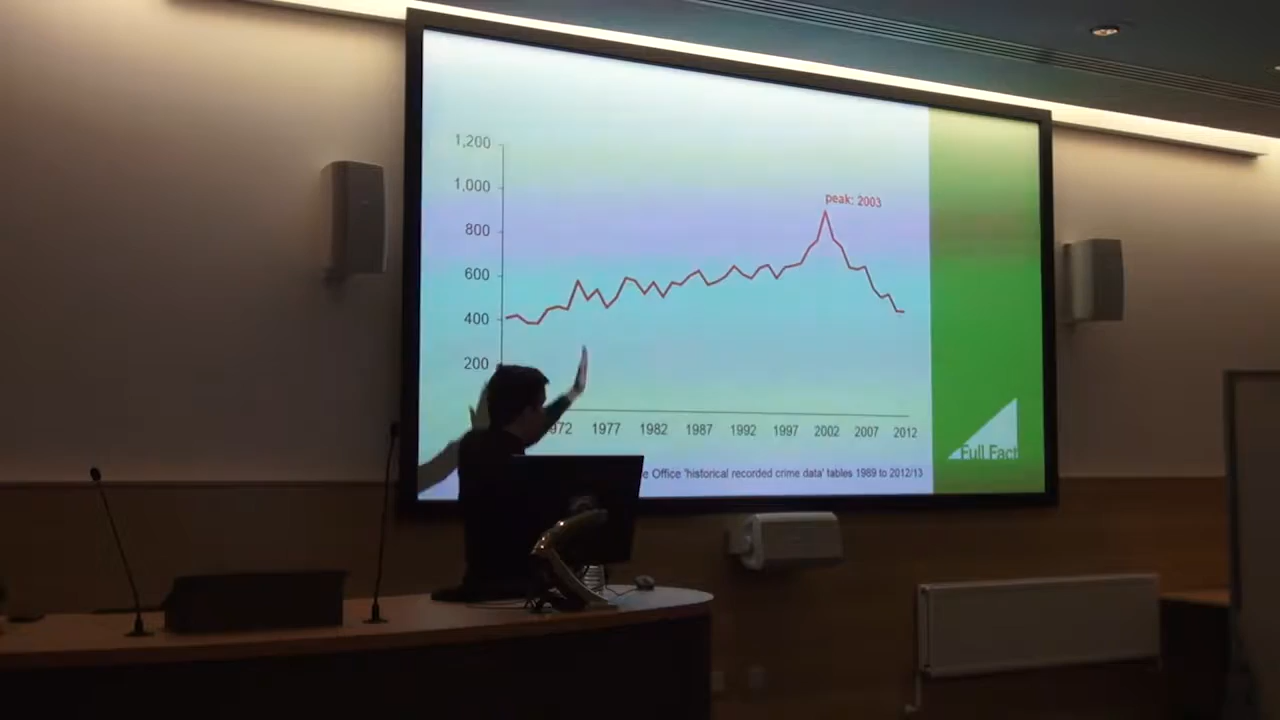 1,200
1,000
800
600
400
200
peak: 2003
972 1977 1982 1987 1992 1997 2002 2007 2012
e Office 'historical recorded crime data' tables 1989 to 2012/13
Full Fact